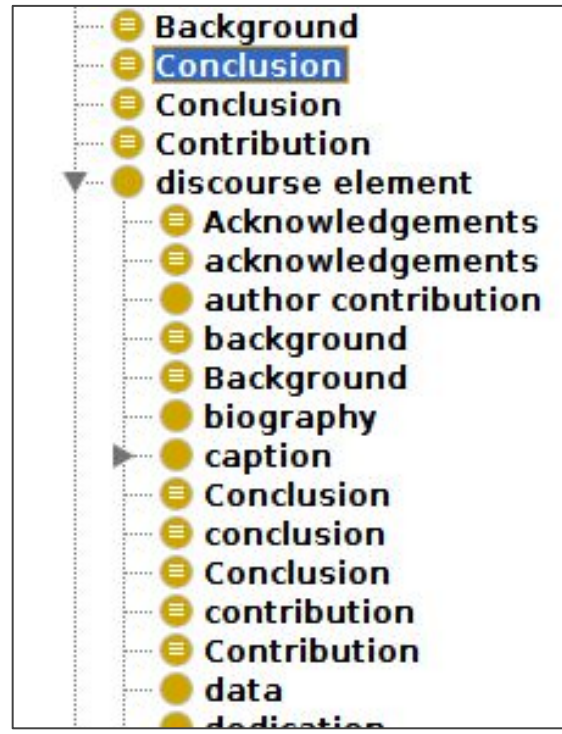 Background
Conclusion
Conclusion
Contribution
discourse element
Acknowledgements
acknowledgements
author contribution
background
Background
biography
caption
Conclusion
conclusion
Conclusion
contribution
Contribution
data
dedication